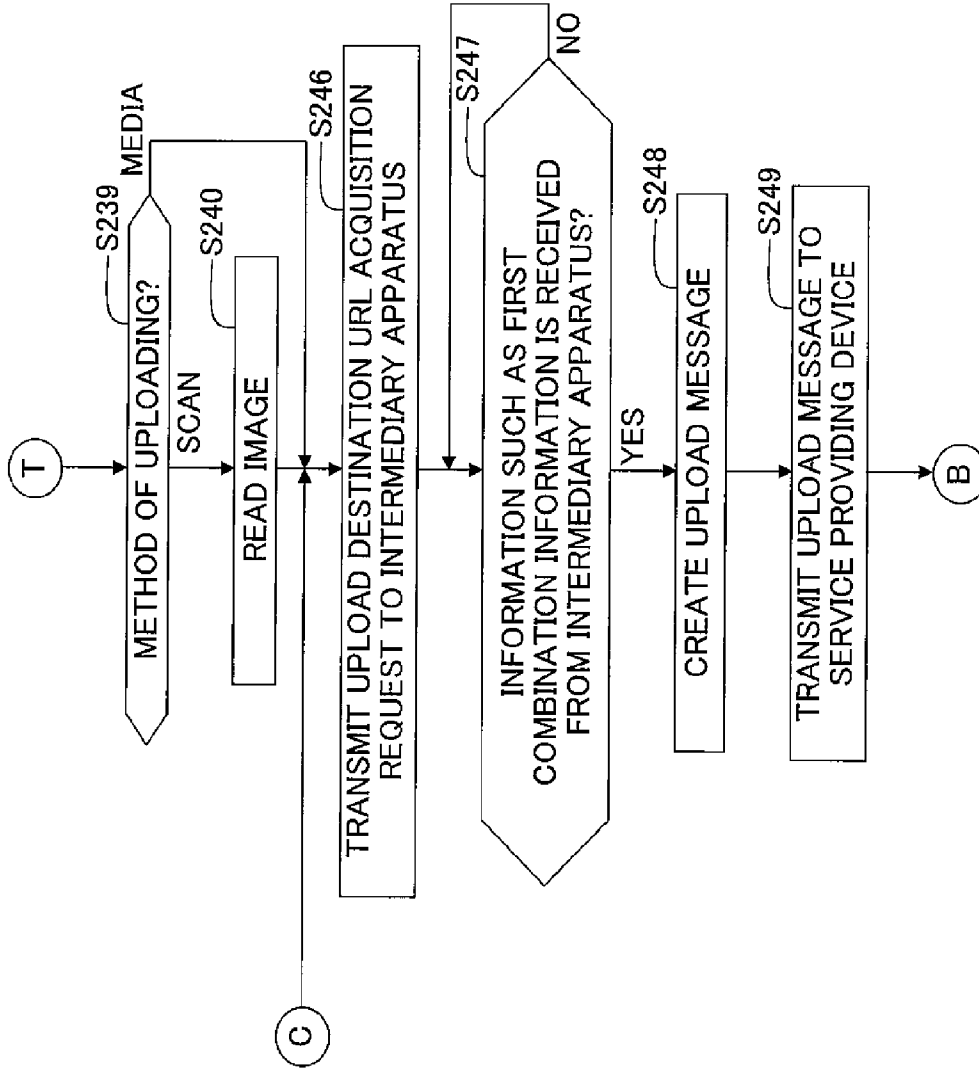 T
S239
METHOD OF UPLOADING?
MEDIA
SCAN
S240
READ IMAGE
C
S246
TRANSMIT UPLOAD DESTINATION URL ACQUISITION
REQUEST TO INTERMEDIARY APPARATUS
S247
INFORMATION SUCH AS FIRST
COMBINATION INFORMATION IS RECEIVED
FROM INTERMEDIARY APPARATUS?
NO
YES
S248
CREATE UPLOAD MESSAGE
S249
TRANSMIT UPLOAD MESSAGE TO
SERVICE PROVIDING DEVICE
B